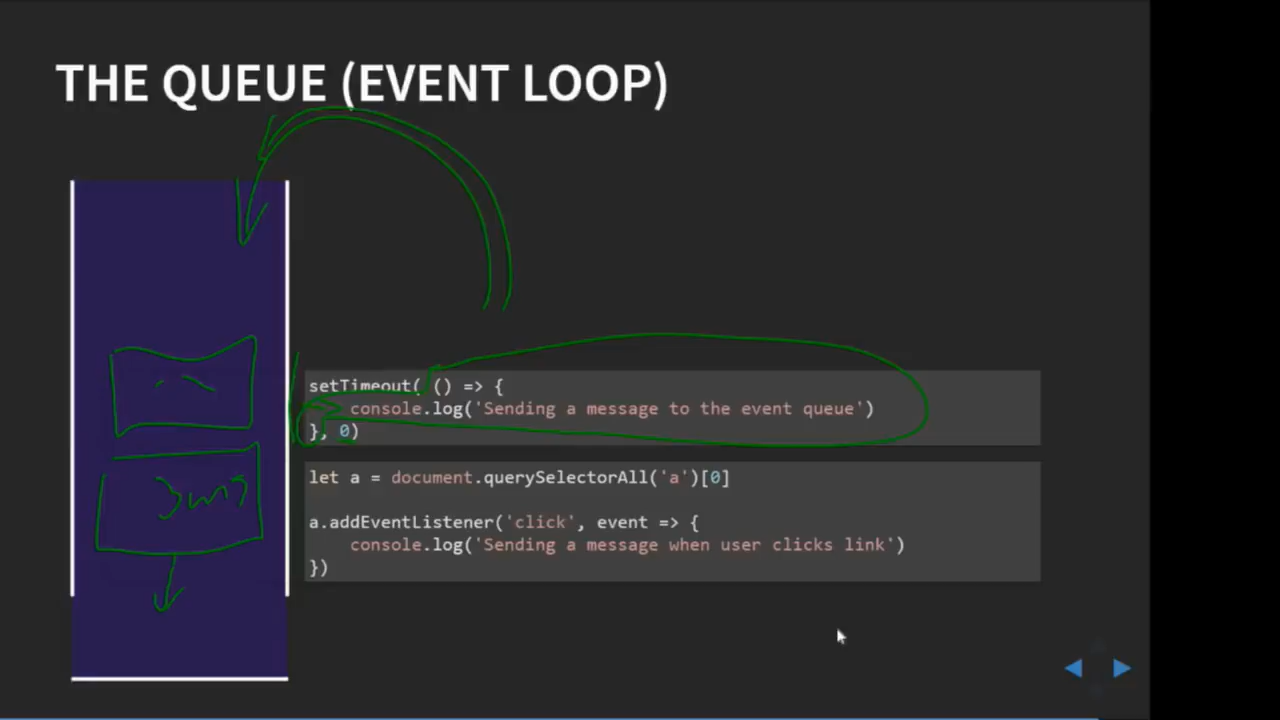 THE QUEUE (EVENT LOOP)
setTimeout( () => {
    console.log('Sending a message to the event queue')
}, 0)
let a = document.querySelectorAll('a')[0]
a.addEventListener('click', event => {
    console.log('Sending a message when user clicks link')
})